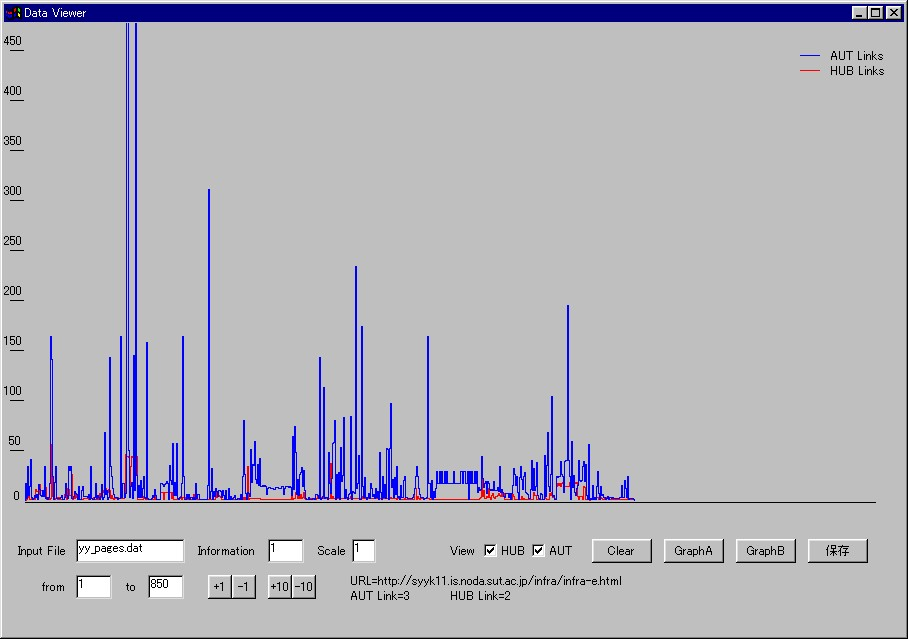 Data Viewer
450
400
350
300
250
200
150
100
50
0
AUT Links
HUB Links
Input File yy_pages.dat Information 1 Scale 1 View HUB AUT Clear GraphA GraphB 保存
from 1 to 850 +1 -1 +10 -10 URL=http://syyk11.is.noda.sut.ac.jp/infra/infra-e.html
AUT Link=3 HUB Link=2